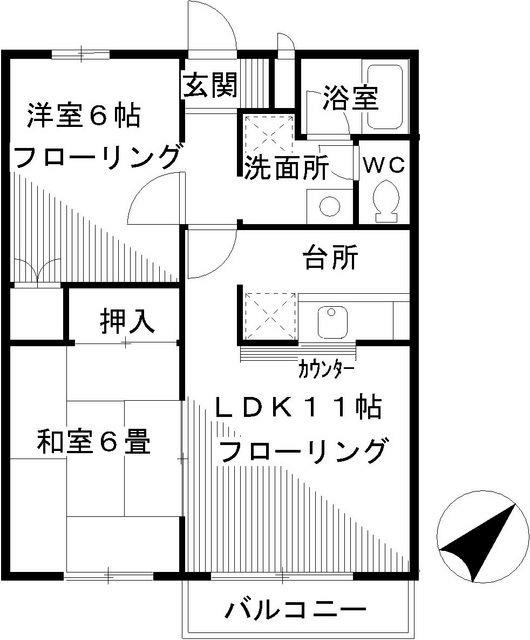 玄関
浴室
洋室６帖
フローリング
洗面所
ＷＣ
台所
押入
ｶｳﾝﾀｰ
ＬＤＫ１１帖
フローリング
和室６畳
バルコニー